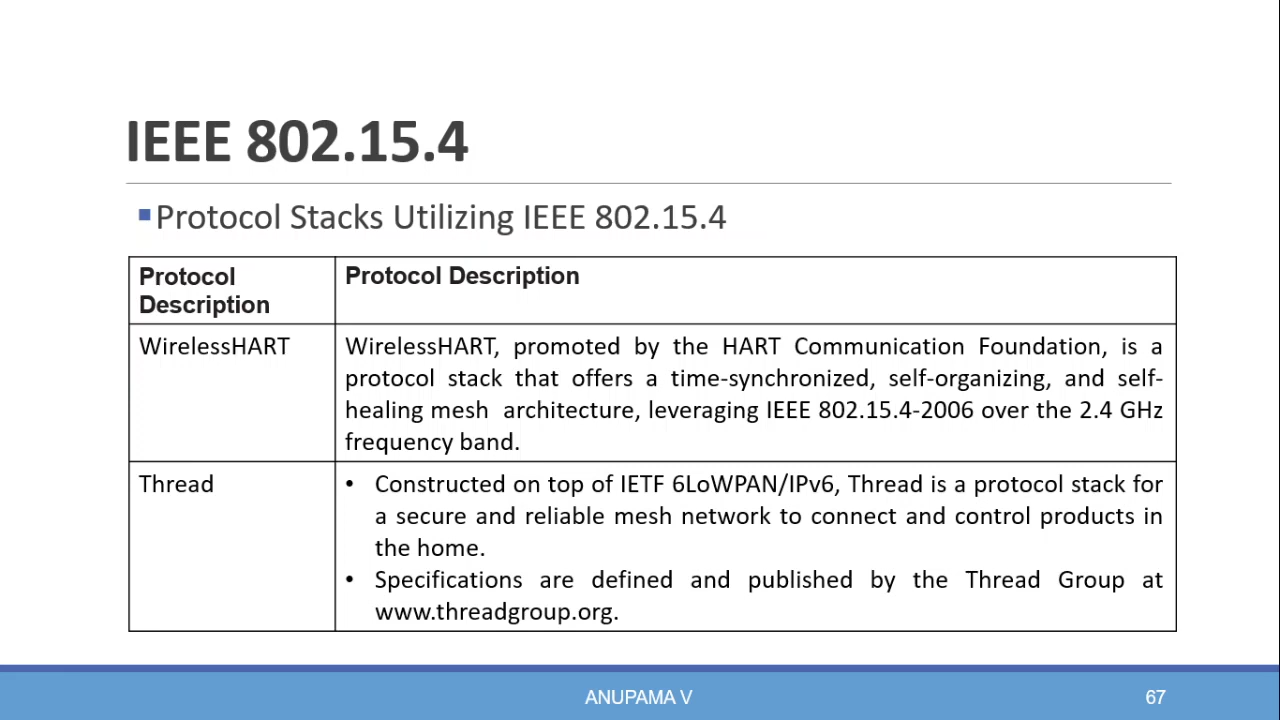 IEEE 802.15.4
▪Protocol Stacks Utilizing IEEE 802.15.4
Protocol
Description
Protocol Description
WirelessHART
WirelessHART, promoted by the HART Communication Foundation, is a
protocol stack that offers a time-synchronized, self-organizing, and self-
healing mesh architecture, leveraging IEEE 802.15.4-2006 over the 2.4 GHz
frequency band.
Thread
• Constructed on top of IETF 6LoWPAN/IPv6, Thread is a protocol stack for
a secure and reliable mesh network to connect and control products in
the home.
• Specifications are defined and published by the Thread Group at
www.threadgroup.org.
ANUPAMA V
67